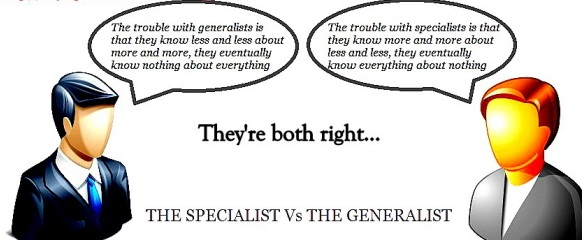 The trouble with generalists is
that they know less and less about
more and more, they eventually
know nothing about everything
The trouble with specialists is that
they know more and more about
less and less, they eventually
know everything about nothing
They're both right...
THE SPECIALIST Vs THE GENERALIST